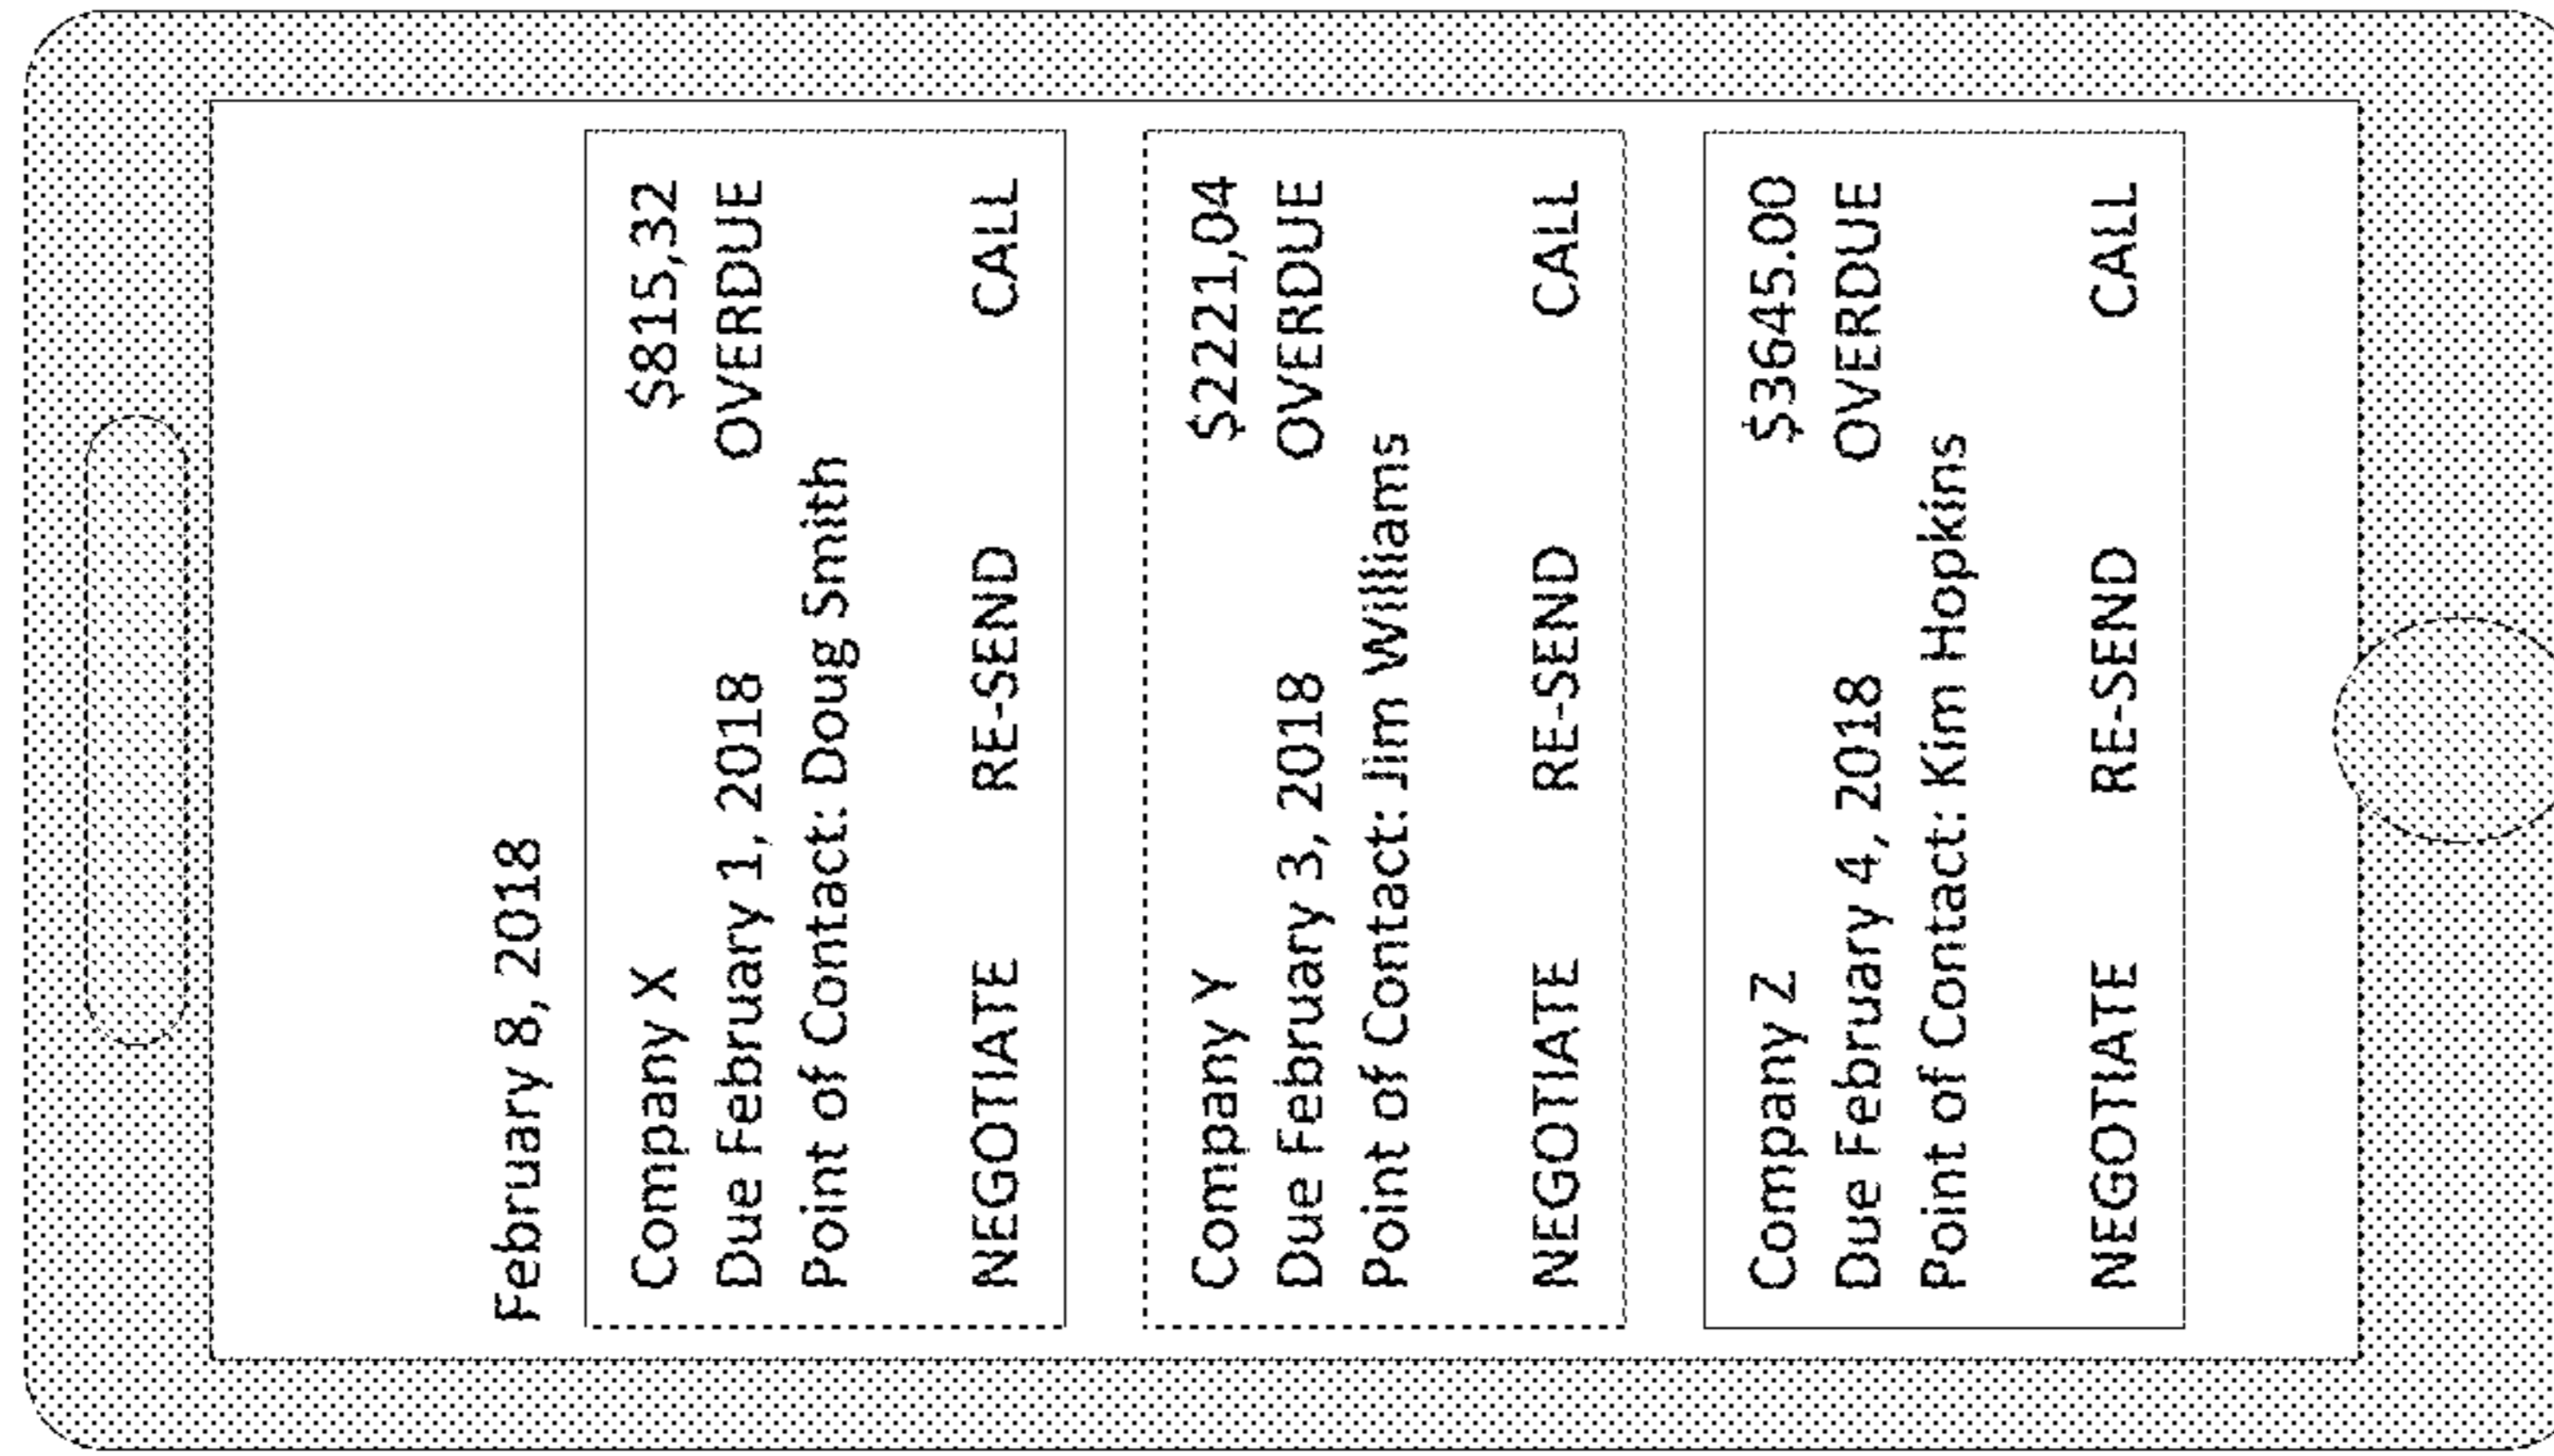 February 8, 2018
Company X $815,32
Due February 1, 2018 OVERDUE
Point of Contact: Doug Smith
NEGOTIATE RE-SEND CALL
Company Y $2221,04
Due February 3, 2018 OVERDUE
Point of Contact: Jim Williams
NEGOTIATE RE-SEND CALL
Company Z $3645.00
Due February 4, 2018 OVERDUE
Point of Contact: Kim Hopkins
NEGOTIATE RE-SEND CALL